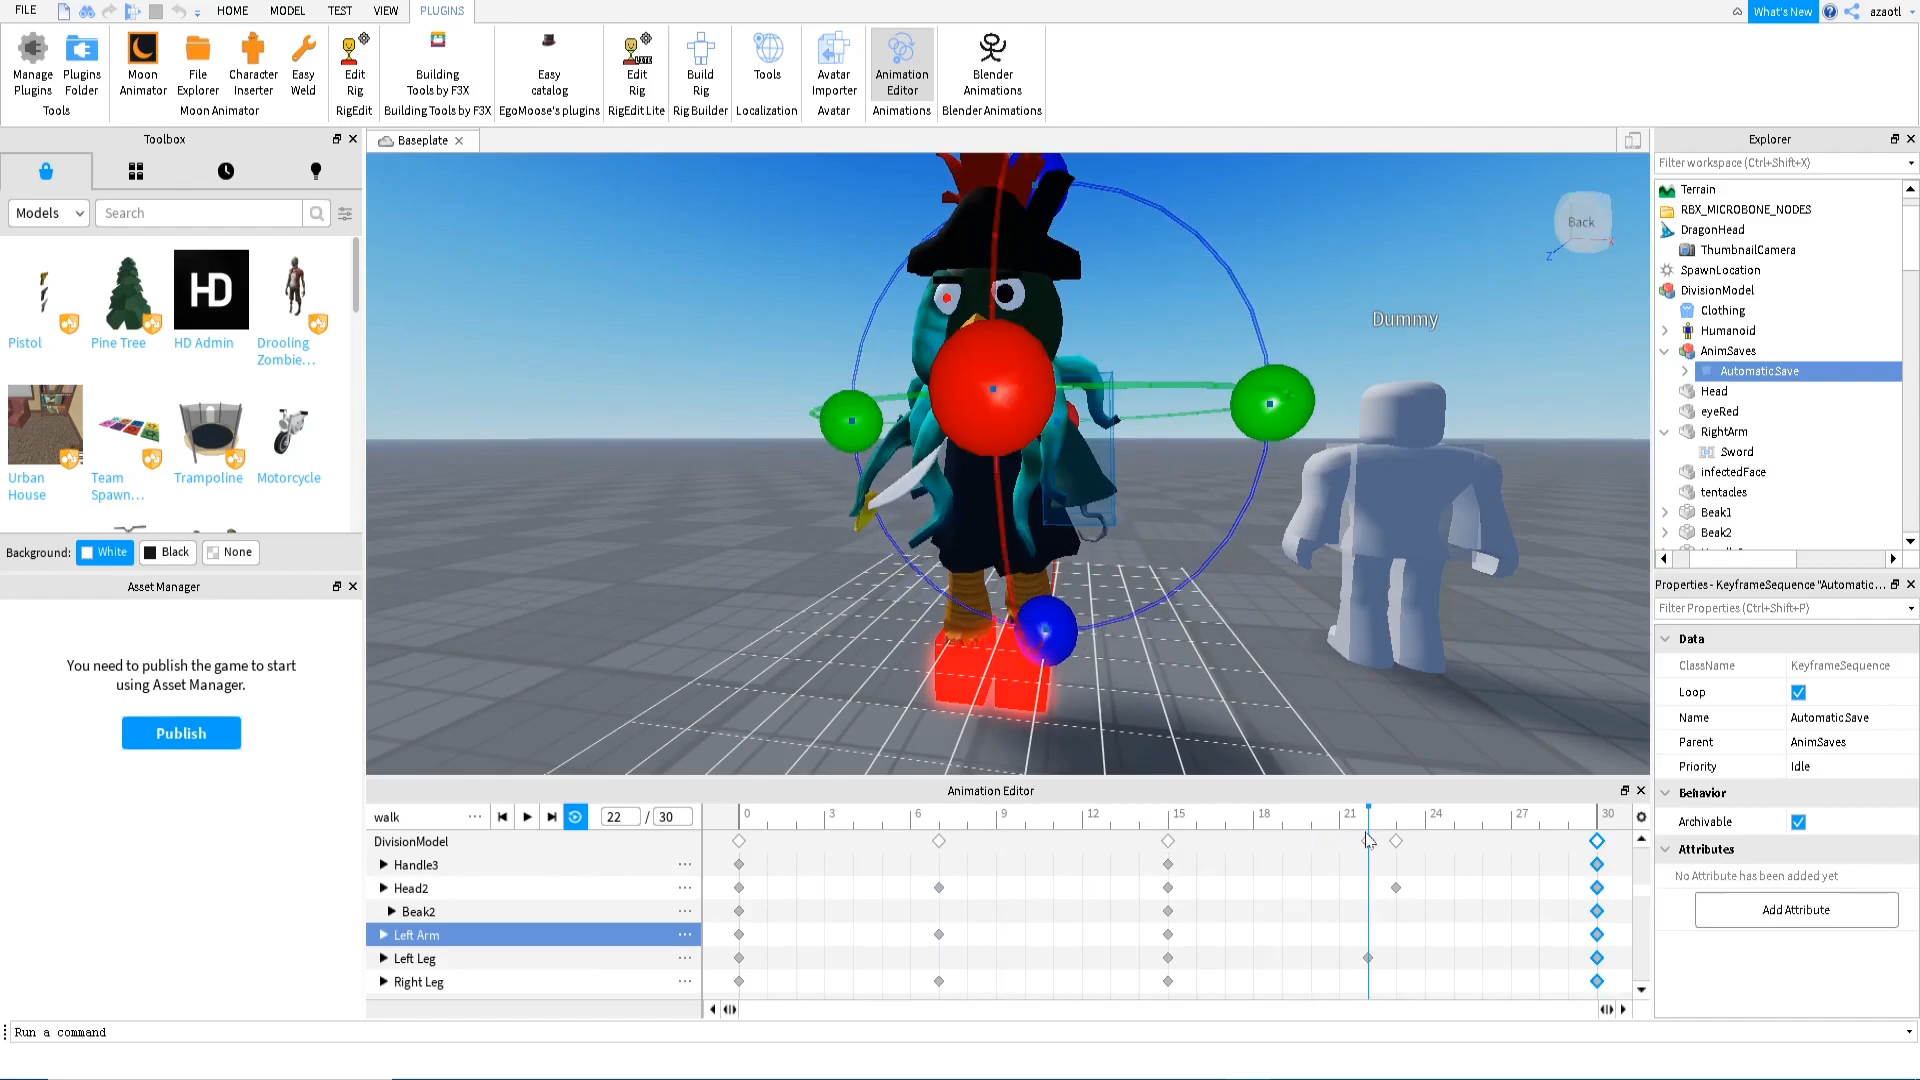 FILE HOME MODEL TEST VIEW PLUGINS What's New azaotl
Manage Plugins
Plugins Folder
Tools
Moon Animator
File Explorer
Character Inserter
Easy Weld
Moon Animator
Edit Rig
RigEdit
Building Tools by F3X
Building Tools by F3X
Easy catalog
EgoMoose's plugins
Edit Rig
RigEdit Lite
Build Rig
Rig Builder
Tools
Localization
Avatar Importer
Avatar
Animation Editor
Animations
Blender Animations
Blender Animations
Toolbox
Models Search
Pistol
Pine Tree
HD
HD Admin
Drooling
Zombie...
Urban
House
Team
Spawn...
Trampoline
Motorcycle
Background: White Black None
Asset Manager
You need to publish the game to start
using Asset Manager.
Publish
Baseplate
Back
Z X
Dummy
Explorer
Filter workspace (Ctrl+Shift+X)
Terrain
RBX_MICROBONE_NODES
DragonHead
ThumbnailCamera
SpawnLocation
DivisionModel
Clothing
Humanoid
AnimSaves
Automatic Save
Head
eyeRed
RightArm
Sword
infectedFace
tentacles
Beak1
Beak2
Properties - KeyframeSequence "Automatic...
Filter Properties (Ctrl+Shift+P)
Data
ClassName KeyframeSequence
Loop
Name Automatic Save
Parent AnimSaves
Priority Idle
Behavior
Archivable
Attributes
No Attribute has been added yet
Add Attribute
Animation Editor
walk ... 22 / 30
0 3 6 9 12 15 18 21 24 27 30
DivisionModel
Handle3 ...
Head2 ...
Beak2 ...
Left Arm ...
Left Leg ...
Right Leg ...
Run a command